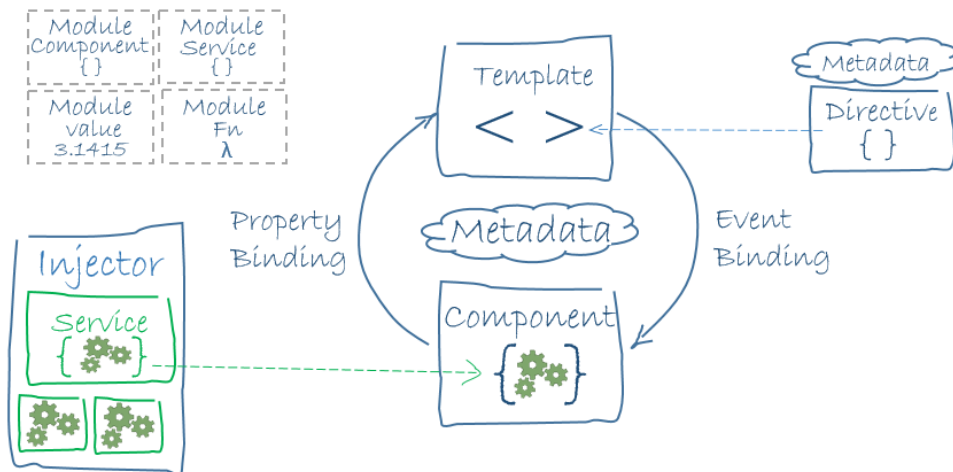 Module
Component
{ }
Module
Service
{ }
Module
value
3.1415
Module
Fn
λ
Template
< >
Metadata
Directive
{ }
Property
Binding
Metadata
Event
Binding
Injector
Service
{ }
Component
{ }